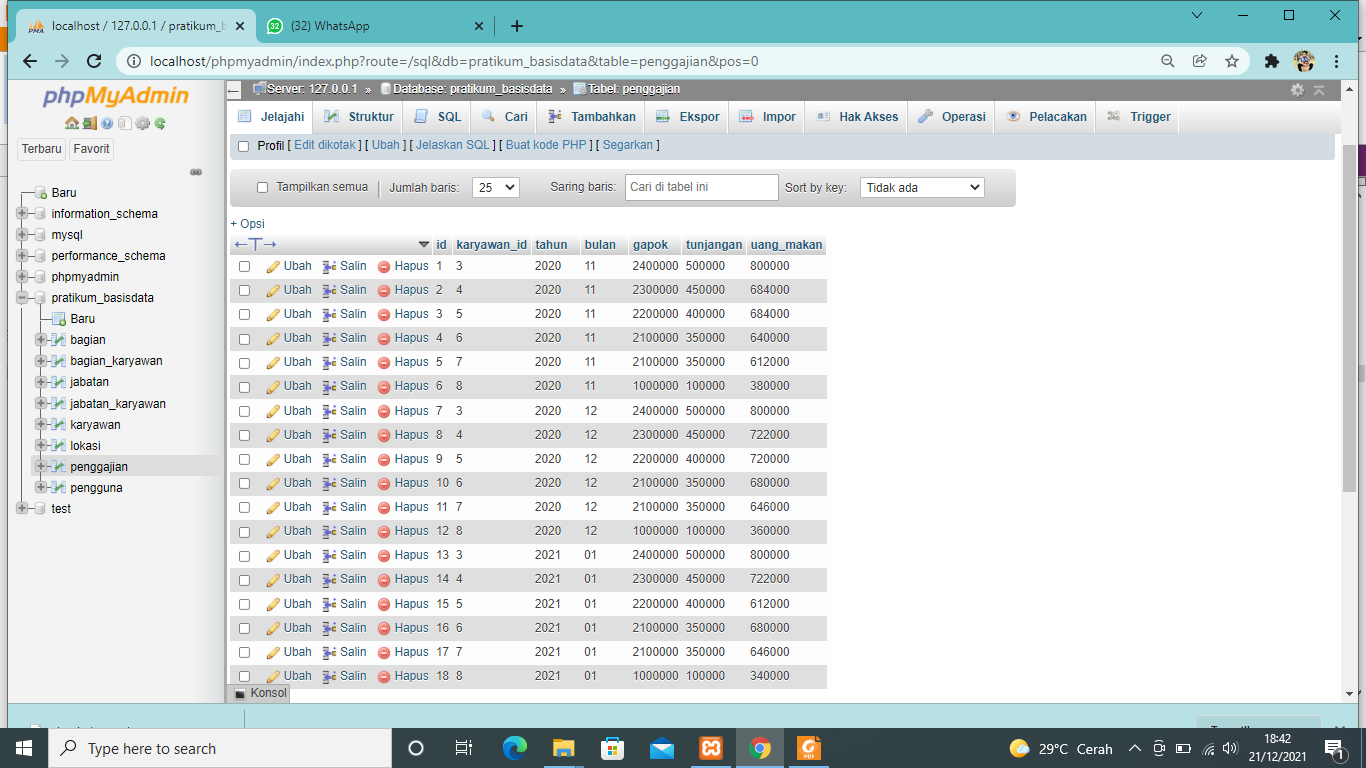 localhost / 127.0.0.1 / pratikum_b
(32) WhatsApp
localhost/phpmyadmin/index.php?route=/sql&db=pratikum_basisdata&table=penggajian&pos=0
phpMyAdmin
Server: 127.0.0.1 » Database: pratikum_basisdata » Tabel: penggajian
Jelajahi Struktur SQL Cari Tambahkan Ekspor Impor Hak Akses Operasi Pelacakan Trigger
Terbaru Favorit
Profil [ Edit dikotak ] [ Ubah ] [ Jelaskan SQL ] [ Buat kode PHP ] [ Segarkan ]
Tampilkan semua Jumlah baris: 25 Saring baris: Cari di tabel ini Sort by key: Tidak ada
Baru
information_schema
mysql
performance_schema
phpmyadmin
pratikum_basisdata
Baru
bagian
bagian_karyawan
jabatan
jabatan_karyawan
karyawan
lokasi
penggajian
pengguna
test
+ Opsi
←T→ id karyawan_id tahun bulan gapok tunjangan uang_makan
Ubah Salin Hapus 1 3 2020 11 2400000 500000 800000
Ubah Salin Hapus 2 4 2020 11 2300000 450000 684000
Ubah Salin Hapus 3 5 2020 11 2200000 400000 684000
Ubah Salin Hapus 4 6 2020 11 2100000 350000 640000
Ubah Salin Hapus 5 7 2020 11 2100000 350000 612000
Ubah Salin Hapus 6 8 2020 11 1000000 100000 380000
Ubah Salin Hapus 7 3 2020 12 2400000 500000 800000
Ubah Salin Hapus 8 4 2020 12 2300000 450000 722000
Ubah Salin Hapus 9 5 2020 12 2200000 400000 720000
Ubah Salin Hapus 10 6 2020 12 2100000 350000 680000
Ubah Salin Hapus 11 7 2020 12 2100000 350000 646000
Ubah Salin Hapus 12 8 2020 12 1000000 100000 360000
Ubah Salin Hapus 13 3 2021 01 2400000 500000 800000
Ubah Salin Hapus 14 4 2021 01 2300000 450000 722000
Ubah Salin Hapus 15 5 2021 01 2200000 400000 612000
Ubah Salin Hapus 16 6 2021 01 2100000 350000 680000
Ubah Salin Hapus 17 7 2021 01 2100000 350000 646000
Ubah Salin Hapus 18 8 2021 01 1000000 100000 340000
Konsol
Type here to search
29°C Cerah
18:42
21/12/2021